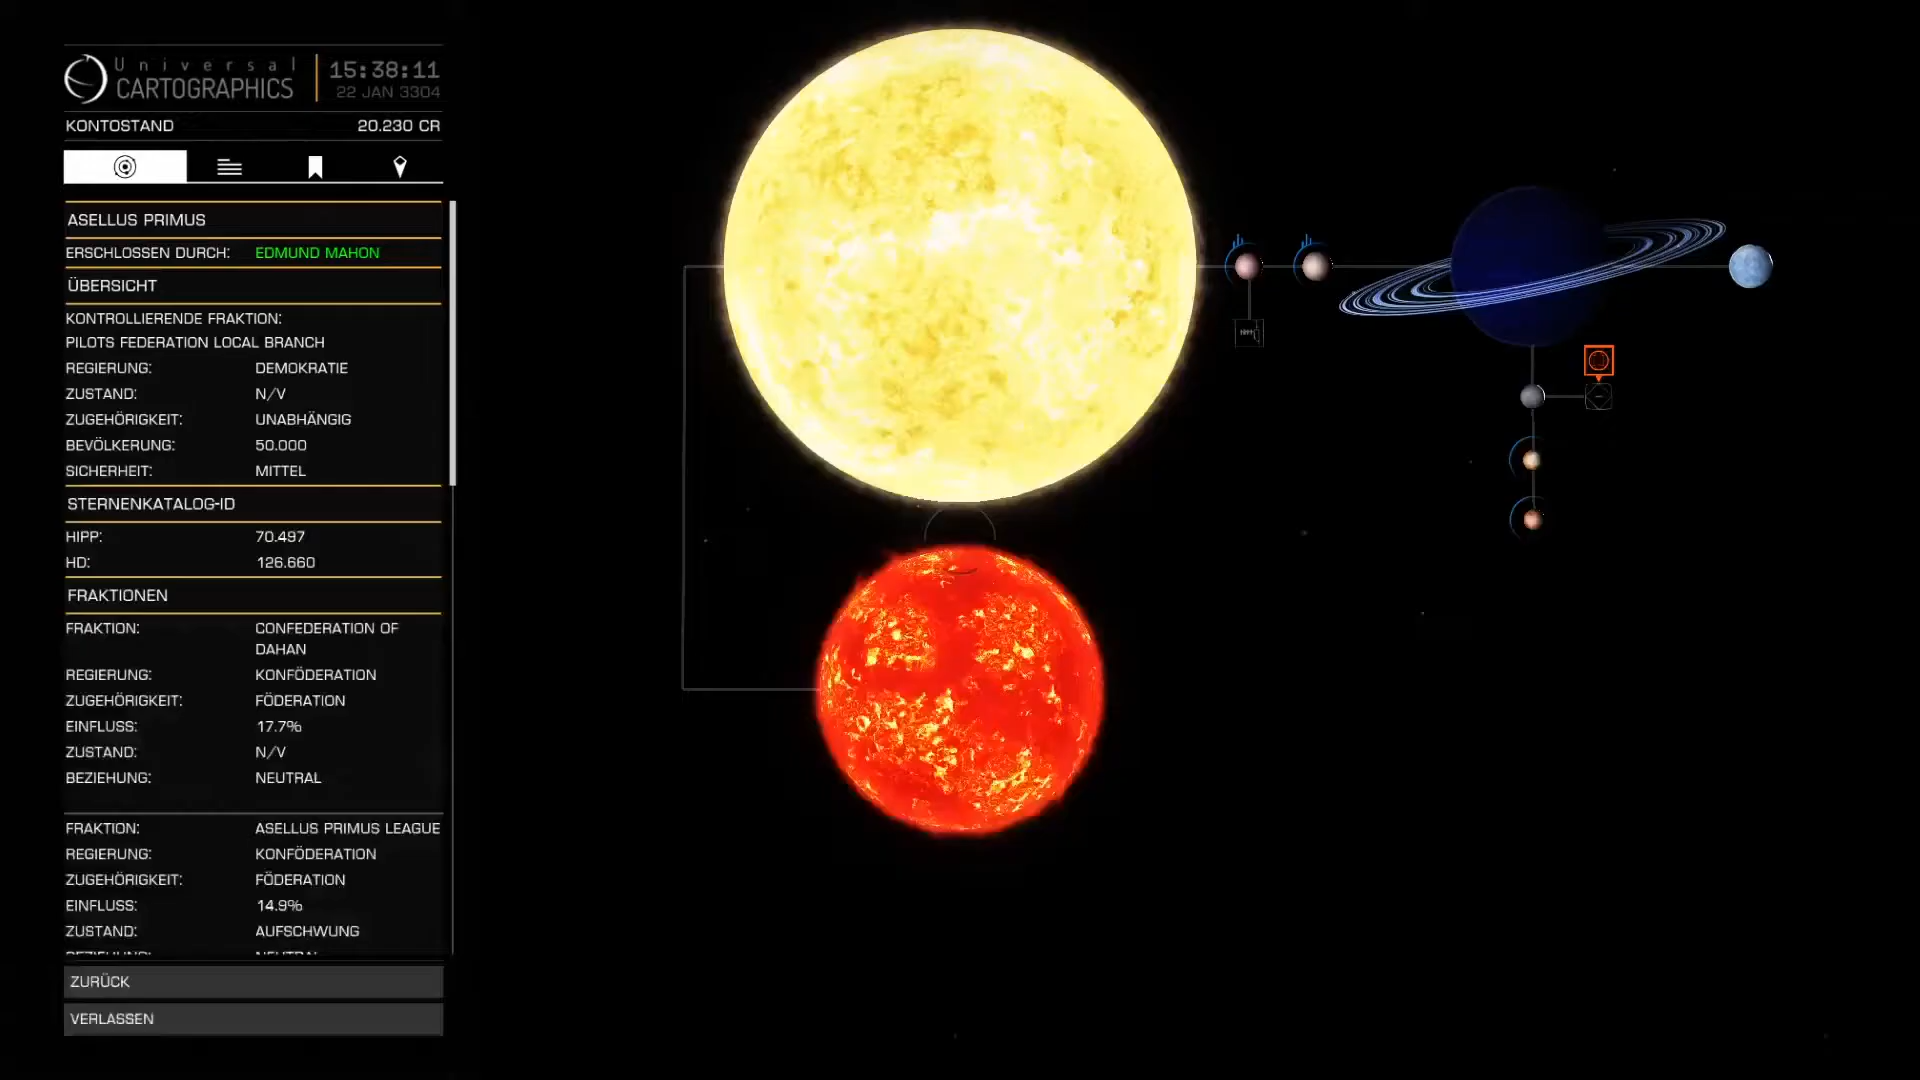 Universal
CARTOGRAPHICS
15:38:11
22 JAN 3304
KONTOSTAND 20.230 CR
ASELLUS PRIMUS
ERSCHLOSSEN DURCH: EDMUND MAHON
ÜBERSICHT
KONTROLLIERENDE FRAKTION:
PILOTS FEDERATION LOCAL BRANCH
REGIERUNG: DEMOKRATIE
ZUSTAND: N/V
ZUGEHÖRIGKEIT: UNABHÄNGIG
BEVÖLKERUNG: 50.000
SICHERHEIT: MITTEL
STERNENKATALOG-ID
HIPP: 70.497
HD: 126.660
FRAKTIONEN
FRAKTION: CONFEDERATION OF
DAHAN
REGIERUNG: KONFÖDERATION
ZUGEHÖRIGKEIT: FÖDERATION
EINFLUSS: 17.7%
ZUSTAND: N/V
BEZIEHUNG: NEUTRAL
FRAKTION: ASELLUS PRIMUS LEAGUE
REGIERUNG: KONFÖDERATION
ZUGEHÖRIGKEIT: FÖDERATION
EINFLUSS: 14.9%
ZUSTAND: AUFSCHWUNG
BEZIEHUNG: NEUTRAL
ZURÜCK
VERLASSEN